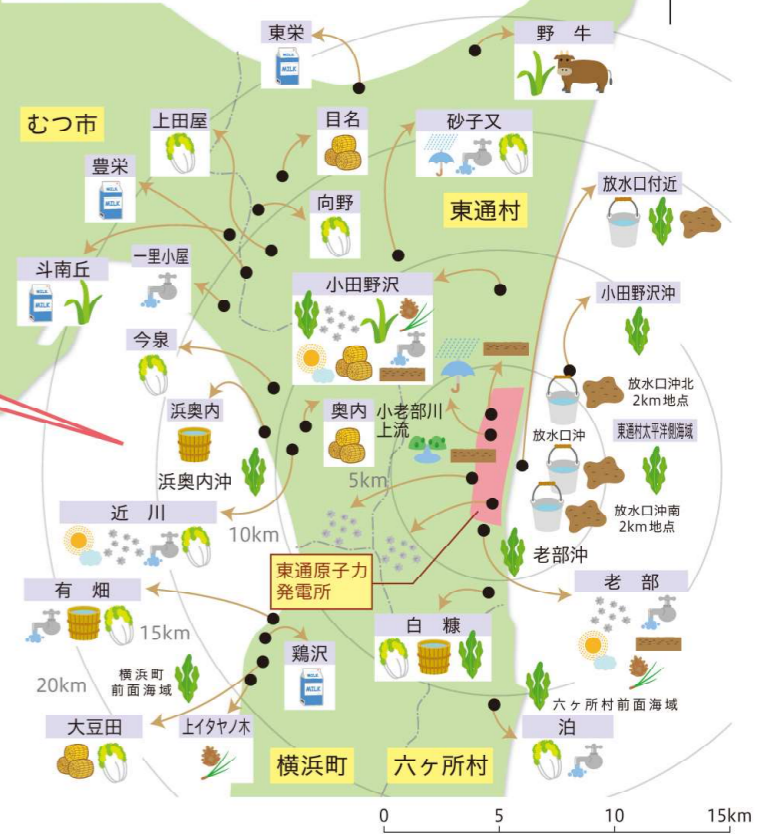 東栄
MILK
野 牛
むつ市
上田屋
目名
砂子又
豊栄
MILK
向野
東通村
放水口付近
斗南丘
MILK
一里小屋
小田野沢
小田野沢沖
今泉
浜奥内
奥内
小老部川
上流
放水口沖北
2km地点
放水口沖
東通村太平洋側海域
浜奥内沖
5km
放水口沖南
2km地点
近 川
10km
老部沖
東通原子力
発電所
老 部
有 畑
15km
白 糠
鶏沢
MILK
横浜町
前面海域
20km
六ヶ所村前面海域
大豆田
上イタヤノ木
泊
横浜町
六ヶ所村
0 5 10 15km